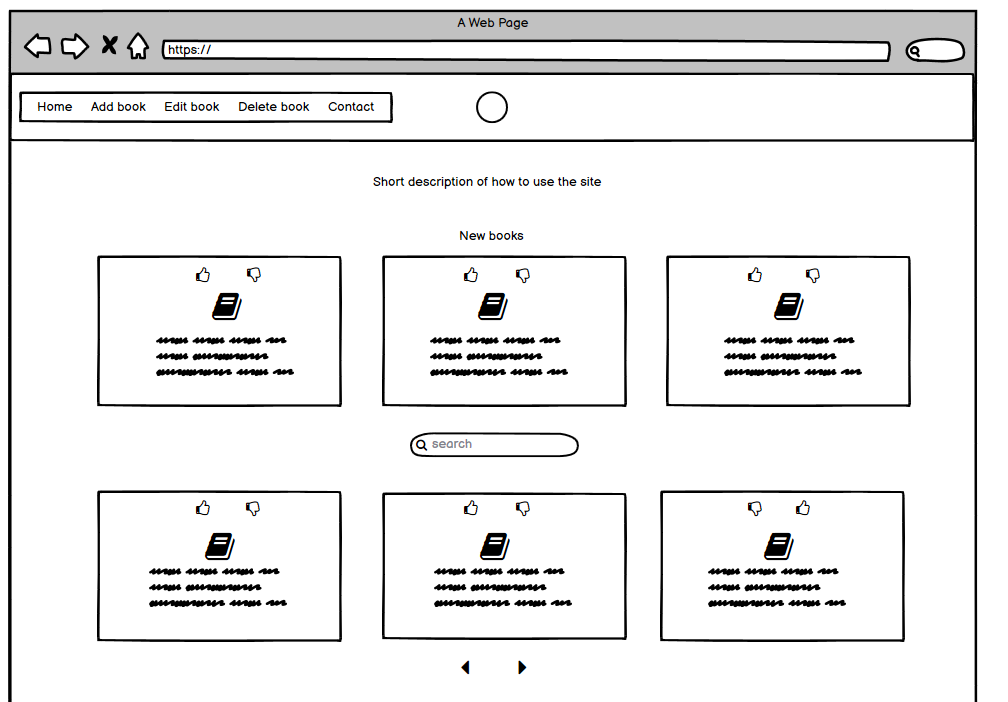 A Web Page
https://
Home Add book Edit book Delete book Contact
Short description of how to use the site
New books
search